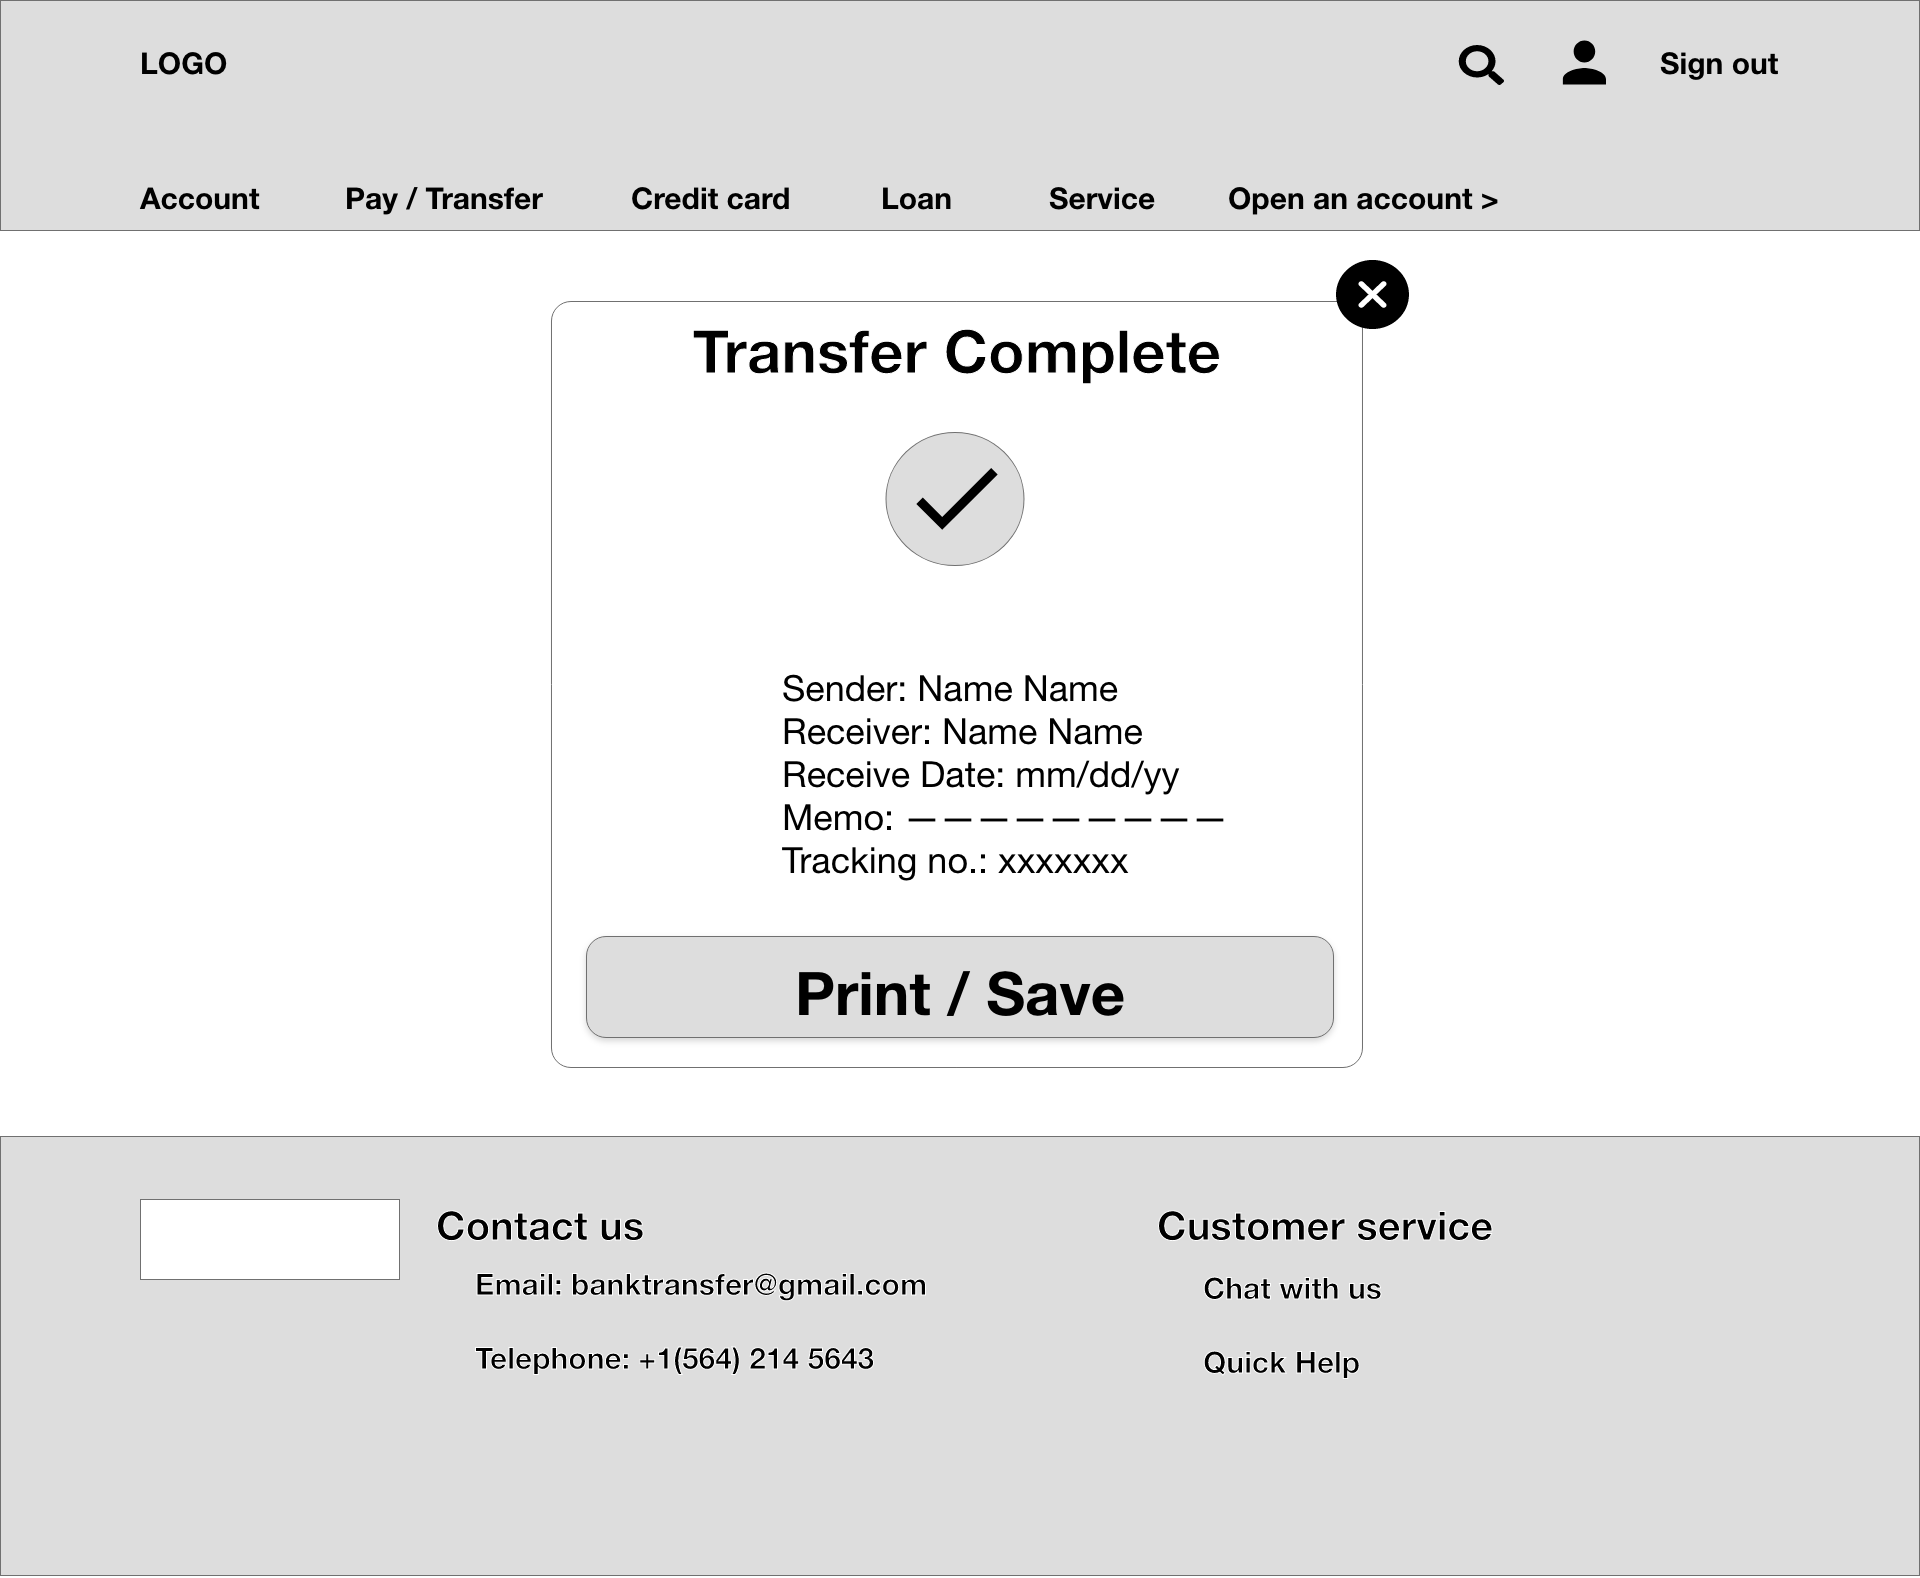 LOGO
Sign out
Account Pay / Transfer Credit card Loan Service Open an account >
Transfer Complete
Sender: Name Name
Receiver: Name Name
Receive Date: mm/dd/yy
Memo: — — — — — — — — —
Tracking no.: xxxxxxx
Print / Save
Contact us
Email: banktransfer@gmail.com
Telephone: +1(564) 214 5643
Customer service
Chat with us
Quick Help